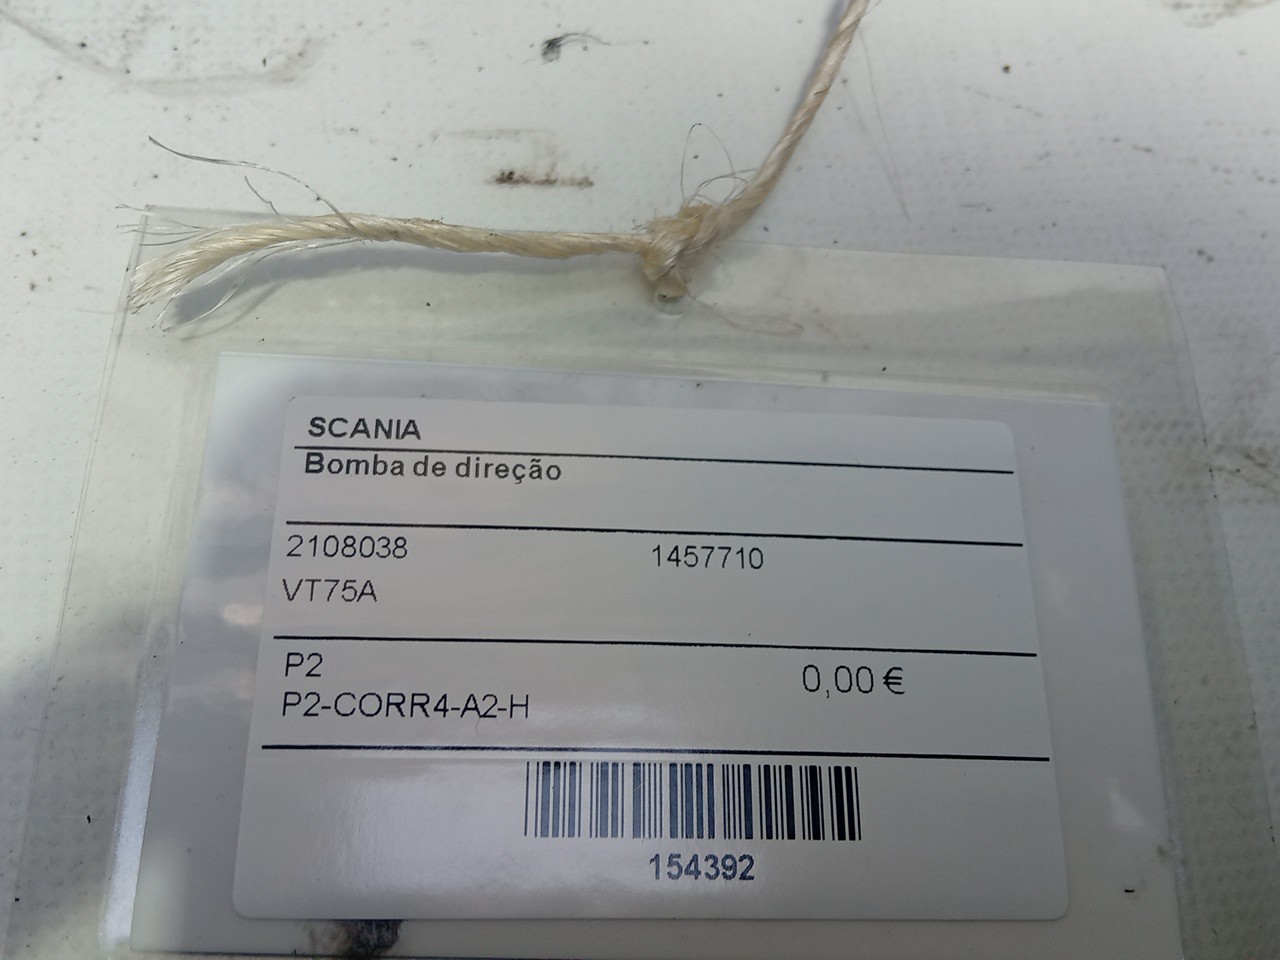 SCANIA
Bomba de direção
2108038 1457710
VT75A
P2 0,00 €
P2-CORR4-A2-H
154392